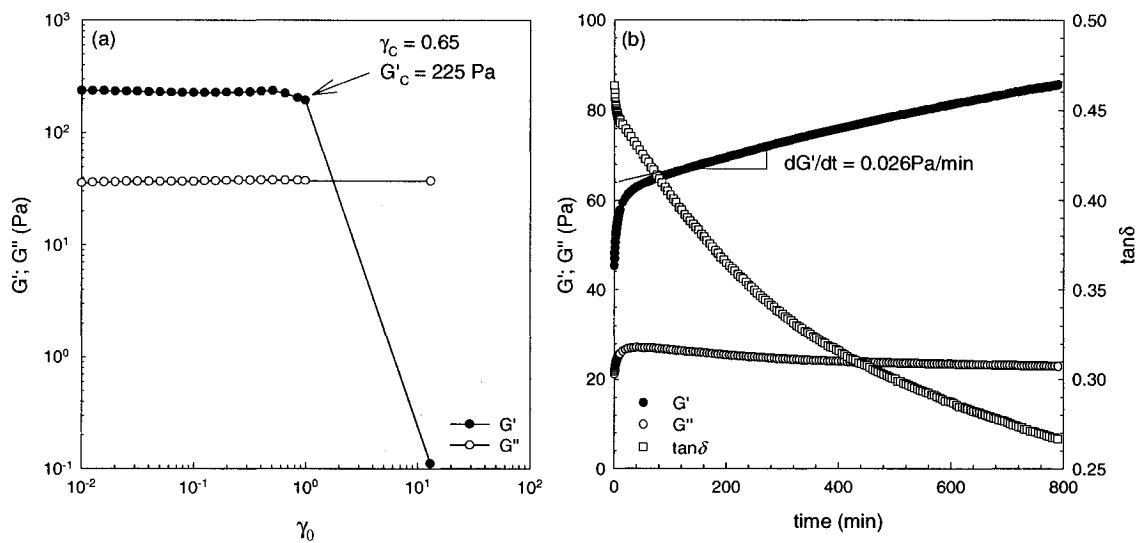 (a)
γC = 0.65
G'C = 225 Pa
10³
10²
10¹
10⁰
10⁻¹
G'; G'' (Pa)
G'
G''
10⁻² 10⁻¹ 10⁰ 10¹ 10²
γ₀
(b)
100
80
60
40
20
0
G'; G'' (Pa)
dG'/dt = 0.026Pa/min
G'
G''
tanδ
0 200 400 600 800
time (min)
0.50
0.45
0.40
0.35
0.30
0.25
tanδ